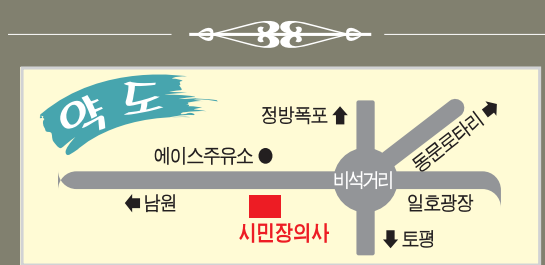 약 도
정방폭포
동문로타리
에이스주유소
비석거리
남원
일호광장
시민장의사
토평